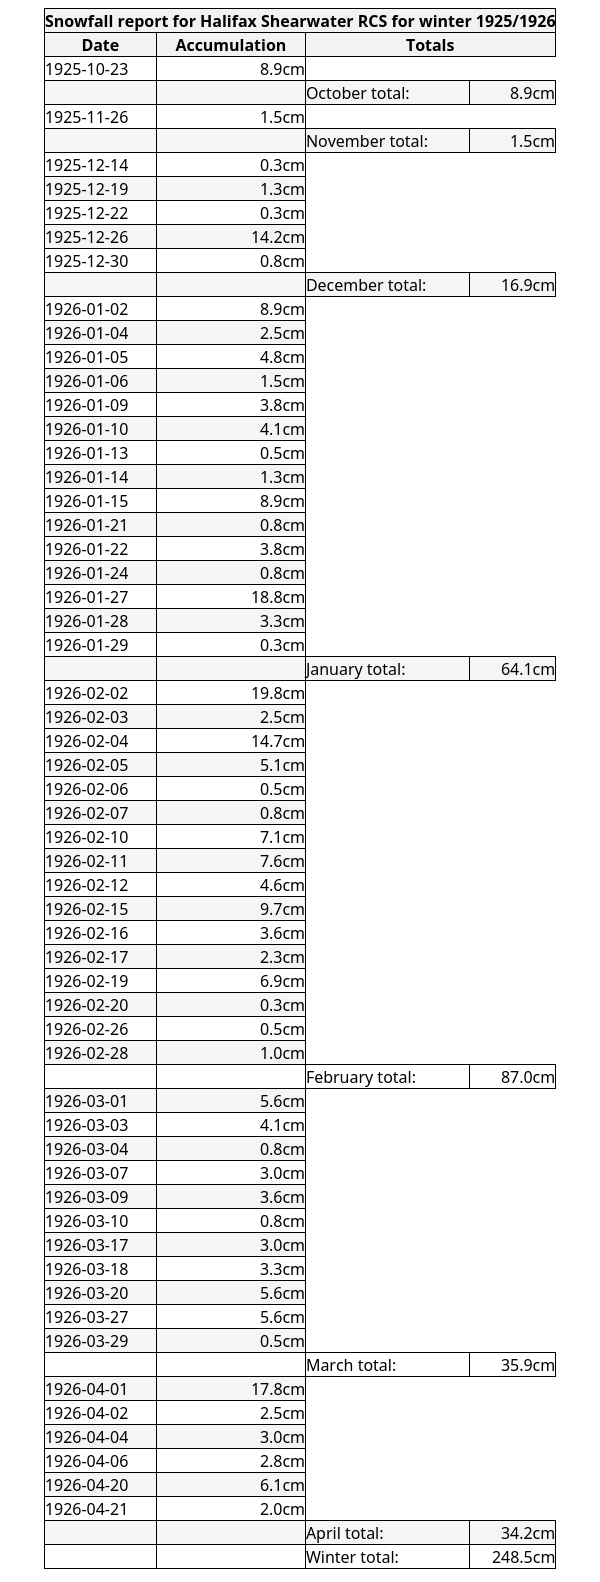 Snowfall report for Halifax Shearwater RCS for winter 1925/1926
Date Accumulation Totals
1925-10-23 8.9cm
October total: 8.9cm
1925-11-26 1.5cm
November total: 1.5cm
1925-12-14 0.3cm
1925-12-19 1.3cm
1925-12-22 0.3cm
1925-12-26 14.2cm
1925-12-30 0.8cm
December total: 16.9cm
1926-01-02 8.9cm
1926-01-04 2.5cm
1926-01-05 4.8cm
1926-01-06 1.5cm
1926-01-09 3.8cm
1926-01-10 4.1cm
1926-01-13 0.5cm
1926-01-14 1.3cm
1926-01-15 8.9cm
1926-01-21 0.8cm
1926-01-22 3.8cm
1926-01-24 0.8cm
1926-01-27 18.8cm
1926-01-28 3.3cm
1926-01-29 0.3cm
January total: 64.1cm
1926-02-02 19.8cm
1926-02-03 2.5cm
1926-02-04 14.7cm
1926-02-05 5.1cm
1926-02-06 0.5cm
1926-02-07 0.8cm
1926-02-10 7.1cm
1926-02-11 7.6cm
1926-02-12 4.6cm
1926-02-15 9.7cm
1926-02-16 3.6cm
1926-02-17 2.3cm
1926-02-19 6.9cm
1926-02-20 0.3cm
1926-02-26 0.5cm
1926-02-28 1.0cm
February total: 87.0cm
1926-03-01 5.6cm
1926-03-03 4.1cm
1926-03-04 0.8cm
1926-03-07 3.0cm
1926-03-09 3.6cm
1926-03-10 0.8cm
1926-03-17 3.0cm
1926-03-18 3.3cm
1926-03-20 5.6cm
1926-03-27 5.6cm
1926-03-29 0.5cm
March total: 35.9cm
1926-04-01 17.8cm
1926-04-02 2.5cm
1926-04-04 3.0cm
1926-04-06 2.8cm
1926-04-20 6.1cm
1926-04-21 2.0cm
April total: 34.2cm
Winter total: 248.5cm